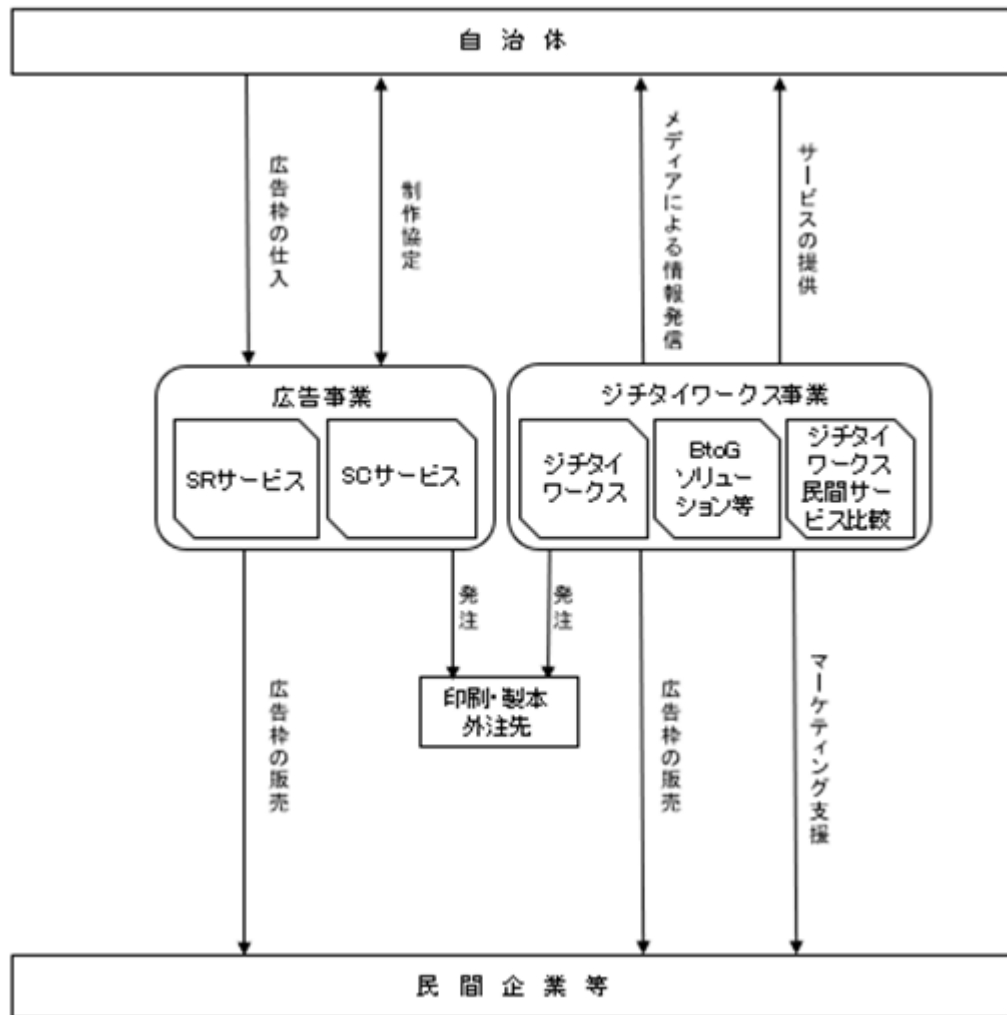 自治体
広告枠の仕入
制作協定
メディアによる情報発信
サービスの提供
広告事業
SRサービス
SCサービス
ジチタイワークス事業
ジチタイ
ワークス
BtoG
ソリュー
ション等
ジチタイ
ワークス
民間サー
ビス比較
発注
発注
印刷・製本
外注先
広告枠の販売
広告枠の販売
マーケティング支援
民間企業等